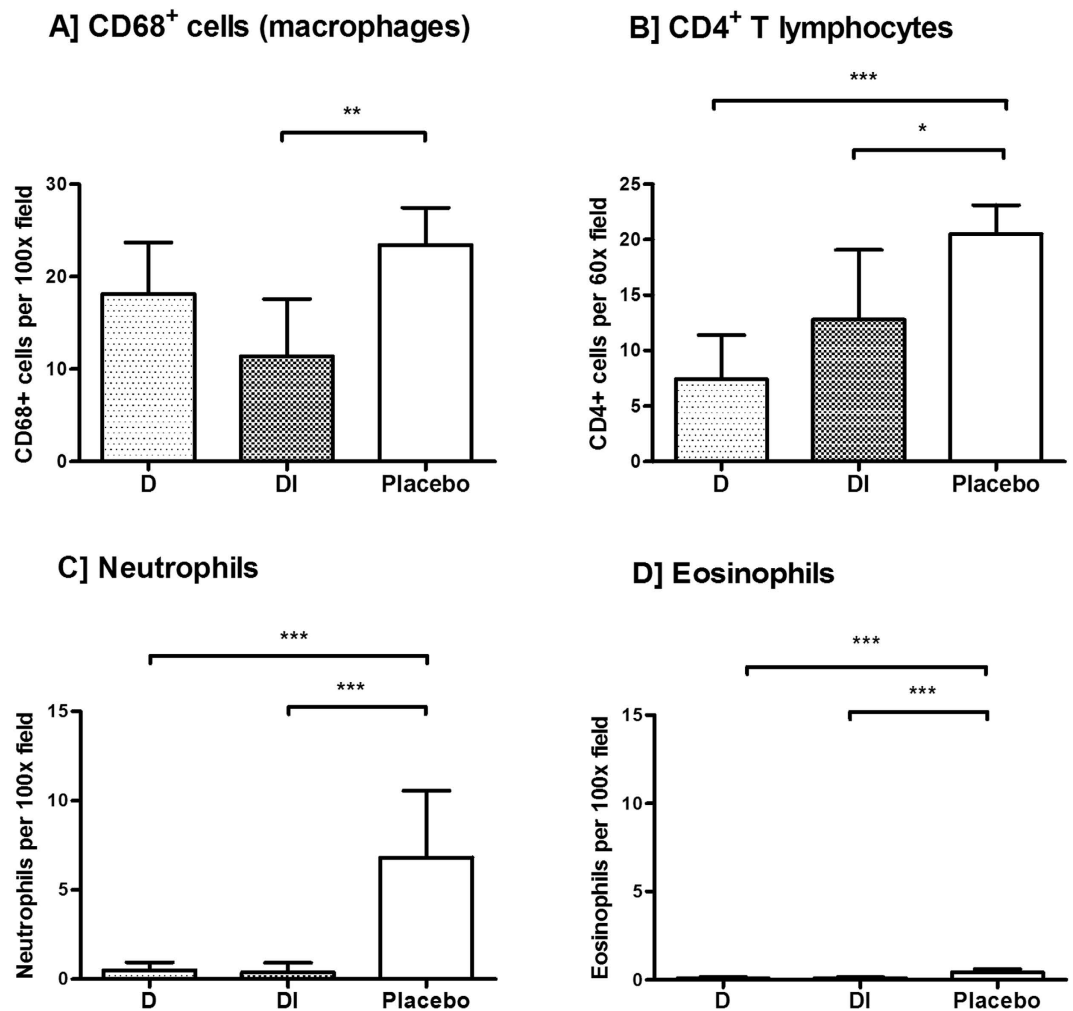 A] CD68+ cells (macrophages)
**
CD68+ cells per 100x field
30
20
10
0
D
DI
Placebo
B] CD4+ T lymphocytes
***
*
CD4+ cells per 60x field
25
20
15
10
5
0
D
DI
Placebo
C] Neutrophils
***
***
Neutrophils per 100x field
15
10
5
0
D
DI
Placebo
D] Eosinophils
***
***
Eosinophils per 100x field
15
10
5
0
D
DI
Placebo